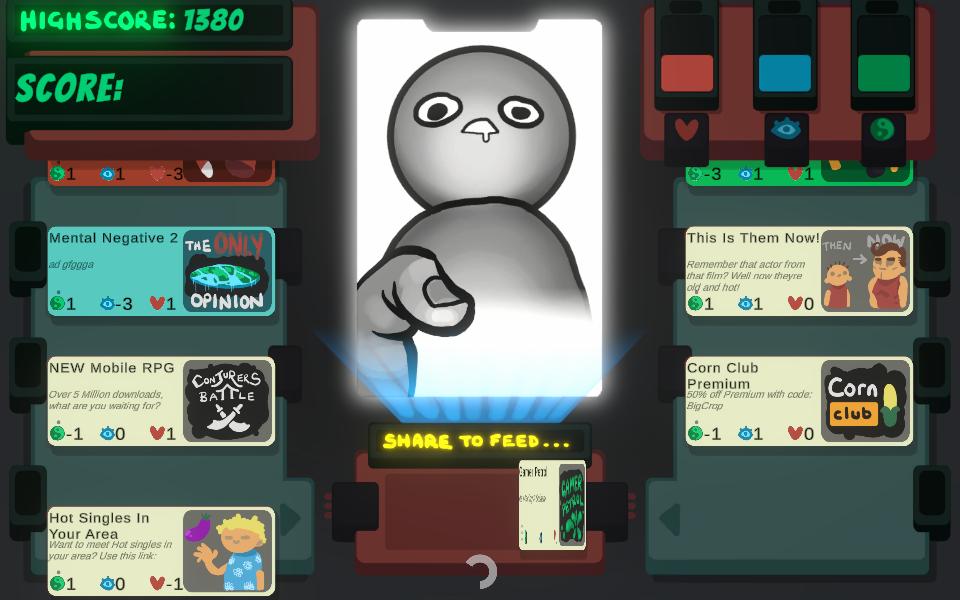 HIGHSCORE: 1380
SCORE:
1 1 -3
-3 1
Mental Negative 2
ad gfggga
1 -3 1
THE ONLY
OPINION
NEW Mobile RPG
Over 5 Million downloads,
what are you waiting for?
-1 0 1
CONJURERS
BATTLE
Hot Singles In
Your Area
Want to meet Hot singles in
your area? Use this link:
1 0 -1
SHARE TO FEED...
Gamer Petrol
GAMER
PETROL
This Is Them Now!
Remember that actor from
that film? Well now theyre
old and hot!
1 1 0
THEN NOW
Corn Club
Premium
50% off Premium with code:
BigCrop
-1 1 0
Corn
club